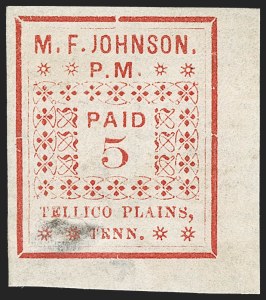 M. F. JOHNSON.
P. M.
PAID
5
TELLICO PLAINS,
TENN.